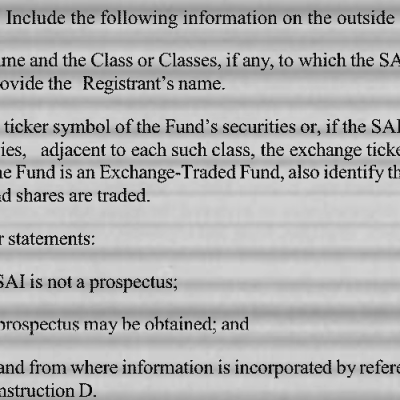 Include the following information on the outside
me and the Class or Classes, if any, to which the SA
ovide the Registrant's name.
ticker symbol of the Fund's securities or, if the SAI
ies, adjacent to each such class, the exchange ticke
e Fund is an Exchange-Traded Fund, also identify th
d shares are traded.
r statements:
SAI is not a prospectus;
prospectus may be obtained; and
and from where information is incorporated by refere
nstruction D.